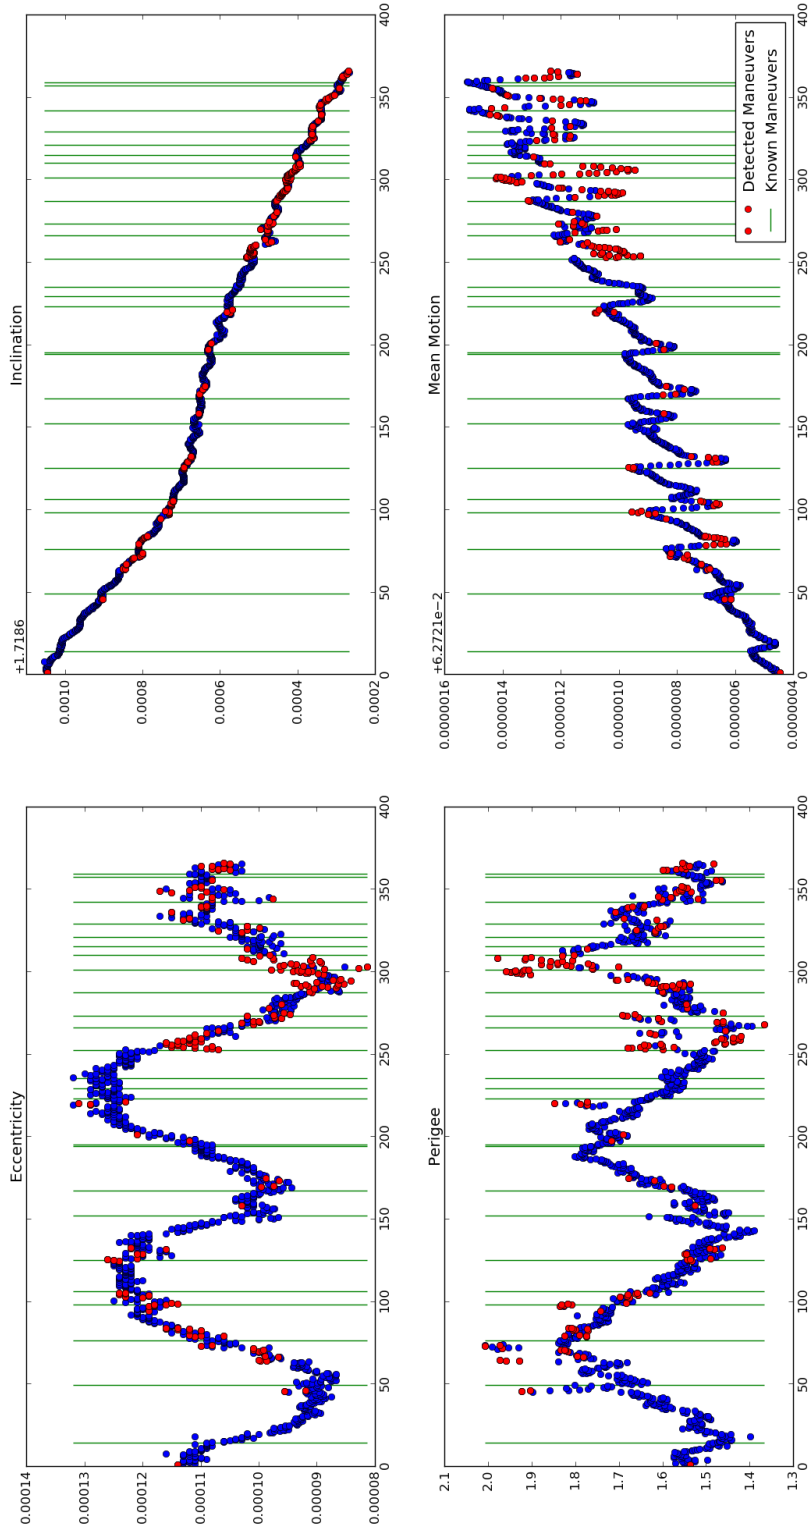 Eccentricity
0.00014
0.00013
0.00012
0.00011
0.00010
0.00009
0.00008
0 50 100 150 200 250 300 350 400
Inclination
+1.7186
0.0010
0.0008
0.0006
0.0004
0.0002
0 50 100 150 200 250 300 350 400
Perigee
2.1
2.0
1.9
1.8
1.7
1.6
1.5
1.4
1.3
0 50 100 150 200 250 300 350 400
Mean Motion
+6.2721e−2
0.0000016
0.0000014
0.0000012
0.0000010
0.0000008
0.0000006
0.0000004
0 50 100 150 200 250 300 350 400
Detected Maneuvers
Known Maneuvers